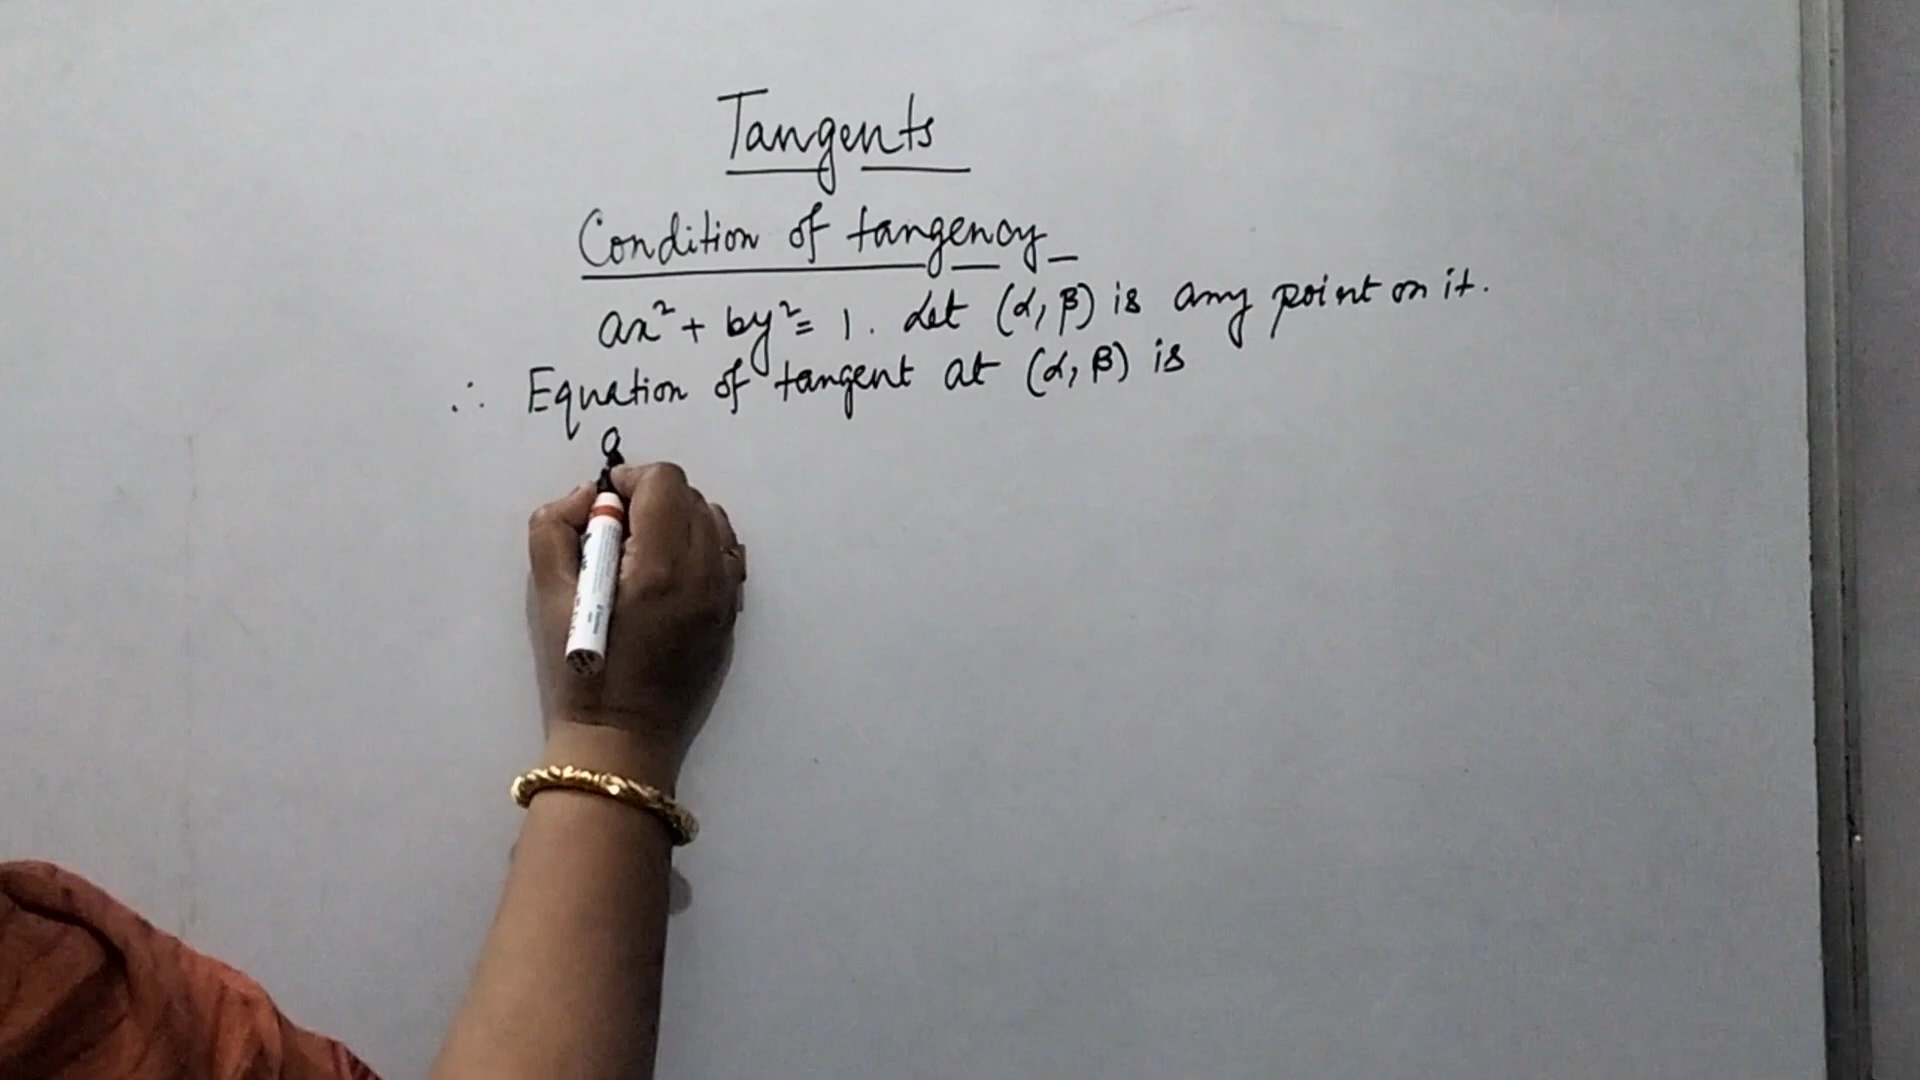 Tangents
Condition of tangency
ax² + by² = 1. Let (α, β) is any point on it.
∴ Equation of tangent at (α, β) is
a